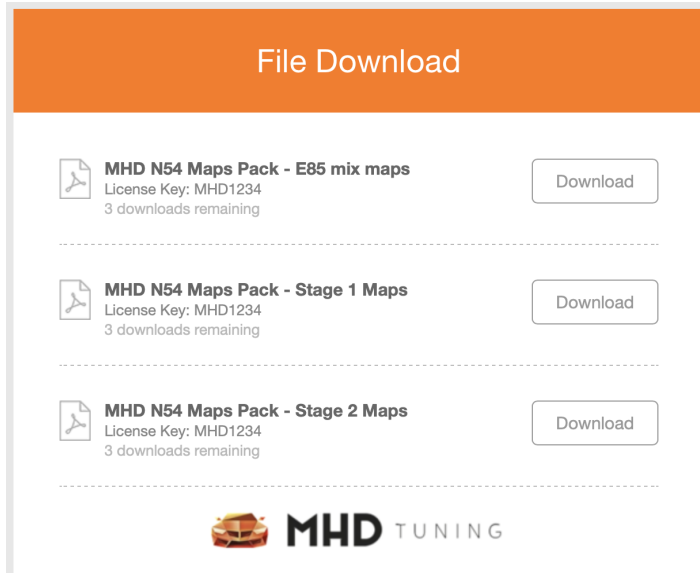 File Download
MHD N54 Maps Pack - E85 mix maps
License Key: MHD1234
3 downloads remaining
Download
MHD N54 Maps Pack - Stage 1 Maps
License Key: MHD1234
3 downloads remaining
Download
MHD N54 Maps Pack - Stage 2 Maps
License Key: MHD1234
3 downloads remaining
Download
MHD TUNING